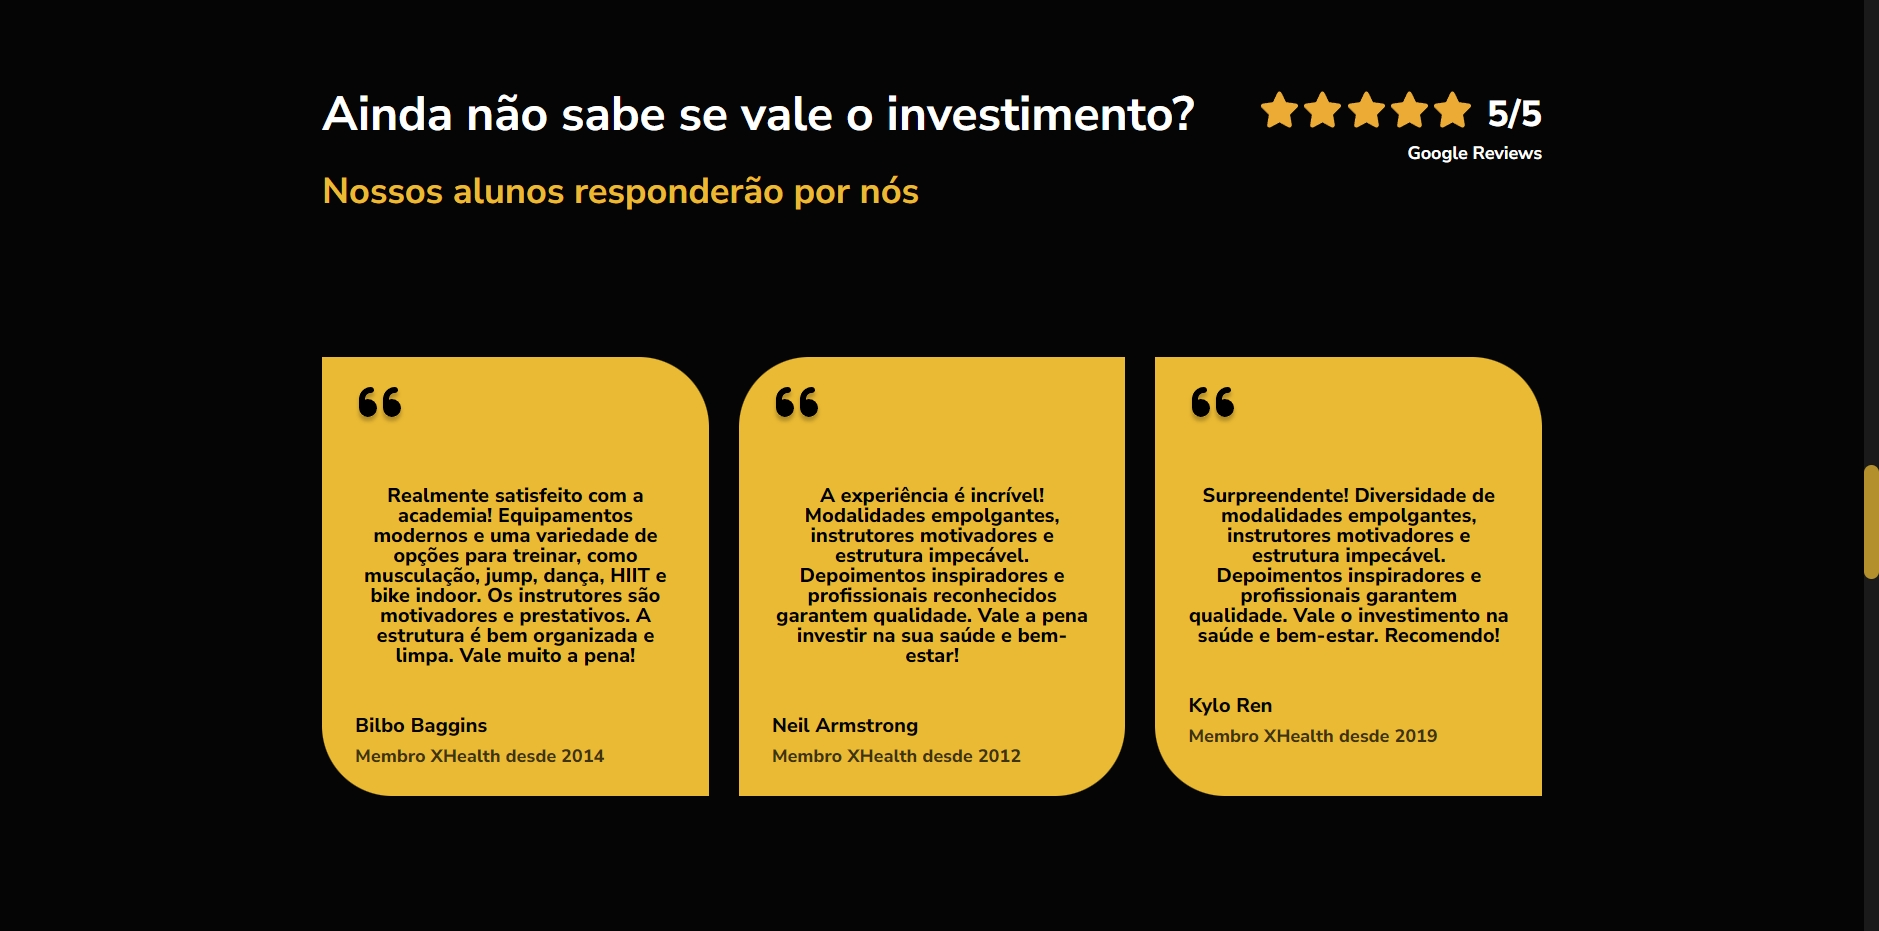 Ainda não sabe se vale o investimento?
5/5
Google Reviews
Nossos alunos responderão por nós
Realmente satisfeito com a
academia! Equipamentos
modernos e uma variedade de
opções para treinar, como
musculação, jump, dança, HIIT e
bike indoor. Os instrutores são
motivadores e prestativos. A
estrutura é bem organizada e
limpa. Vale muito a pena!
Bilbo Baggins
Membro XHealth desde 2014
A experiência é incrível!
Modalidades empolgantes,
instrutores motivadores e
estrutura impecável.
Depoimentos inspiradores e
profissionais reconhecidos
garantem qualidade. Vale a pena
investir na sua saúde e bem-
estar!
Neil Armstrong
Membro XHealth desde 2012
Surpreendente! Diversidade de
modalidades empolgantes,
instrutores motivadores e
estrutura impecável.
Depoimentos inspiradores e
profissionais garantem
qualidade. Vale o investimento na
saúde e bem-estar. Recomendo!
Kylo Ren
Membro XHealth desde 2019